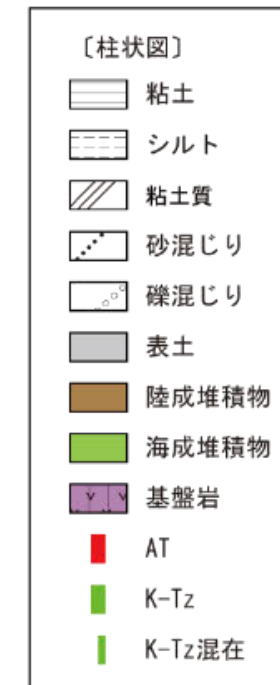 〔柱状図〕
粘土
シルト
粘土質
砂混じり
礫混じり
表土
陸成堆積物
海成堆積物
基盤岩
AT
K-Tz
K-Tz混在